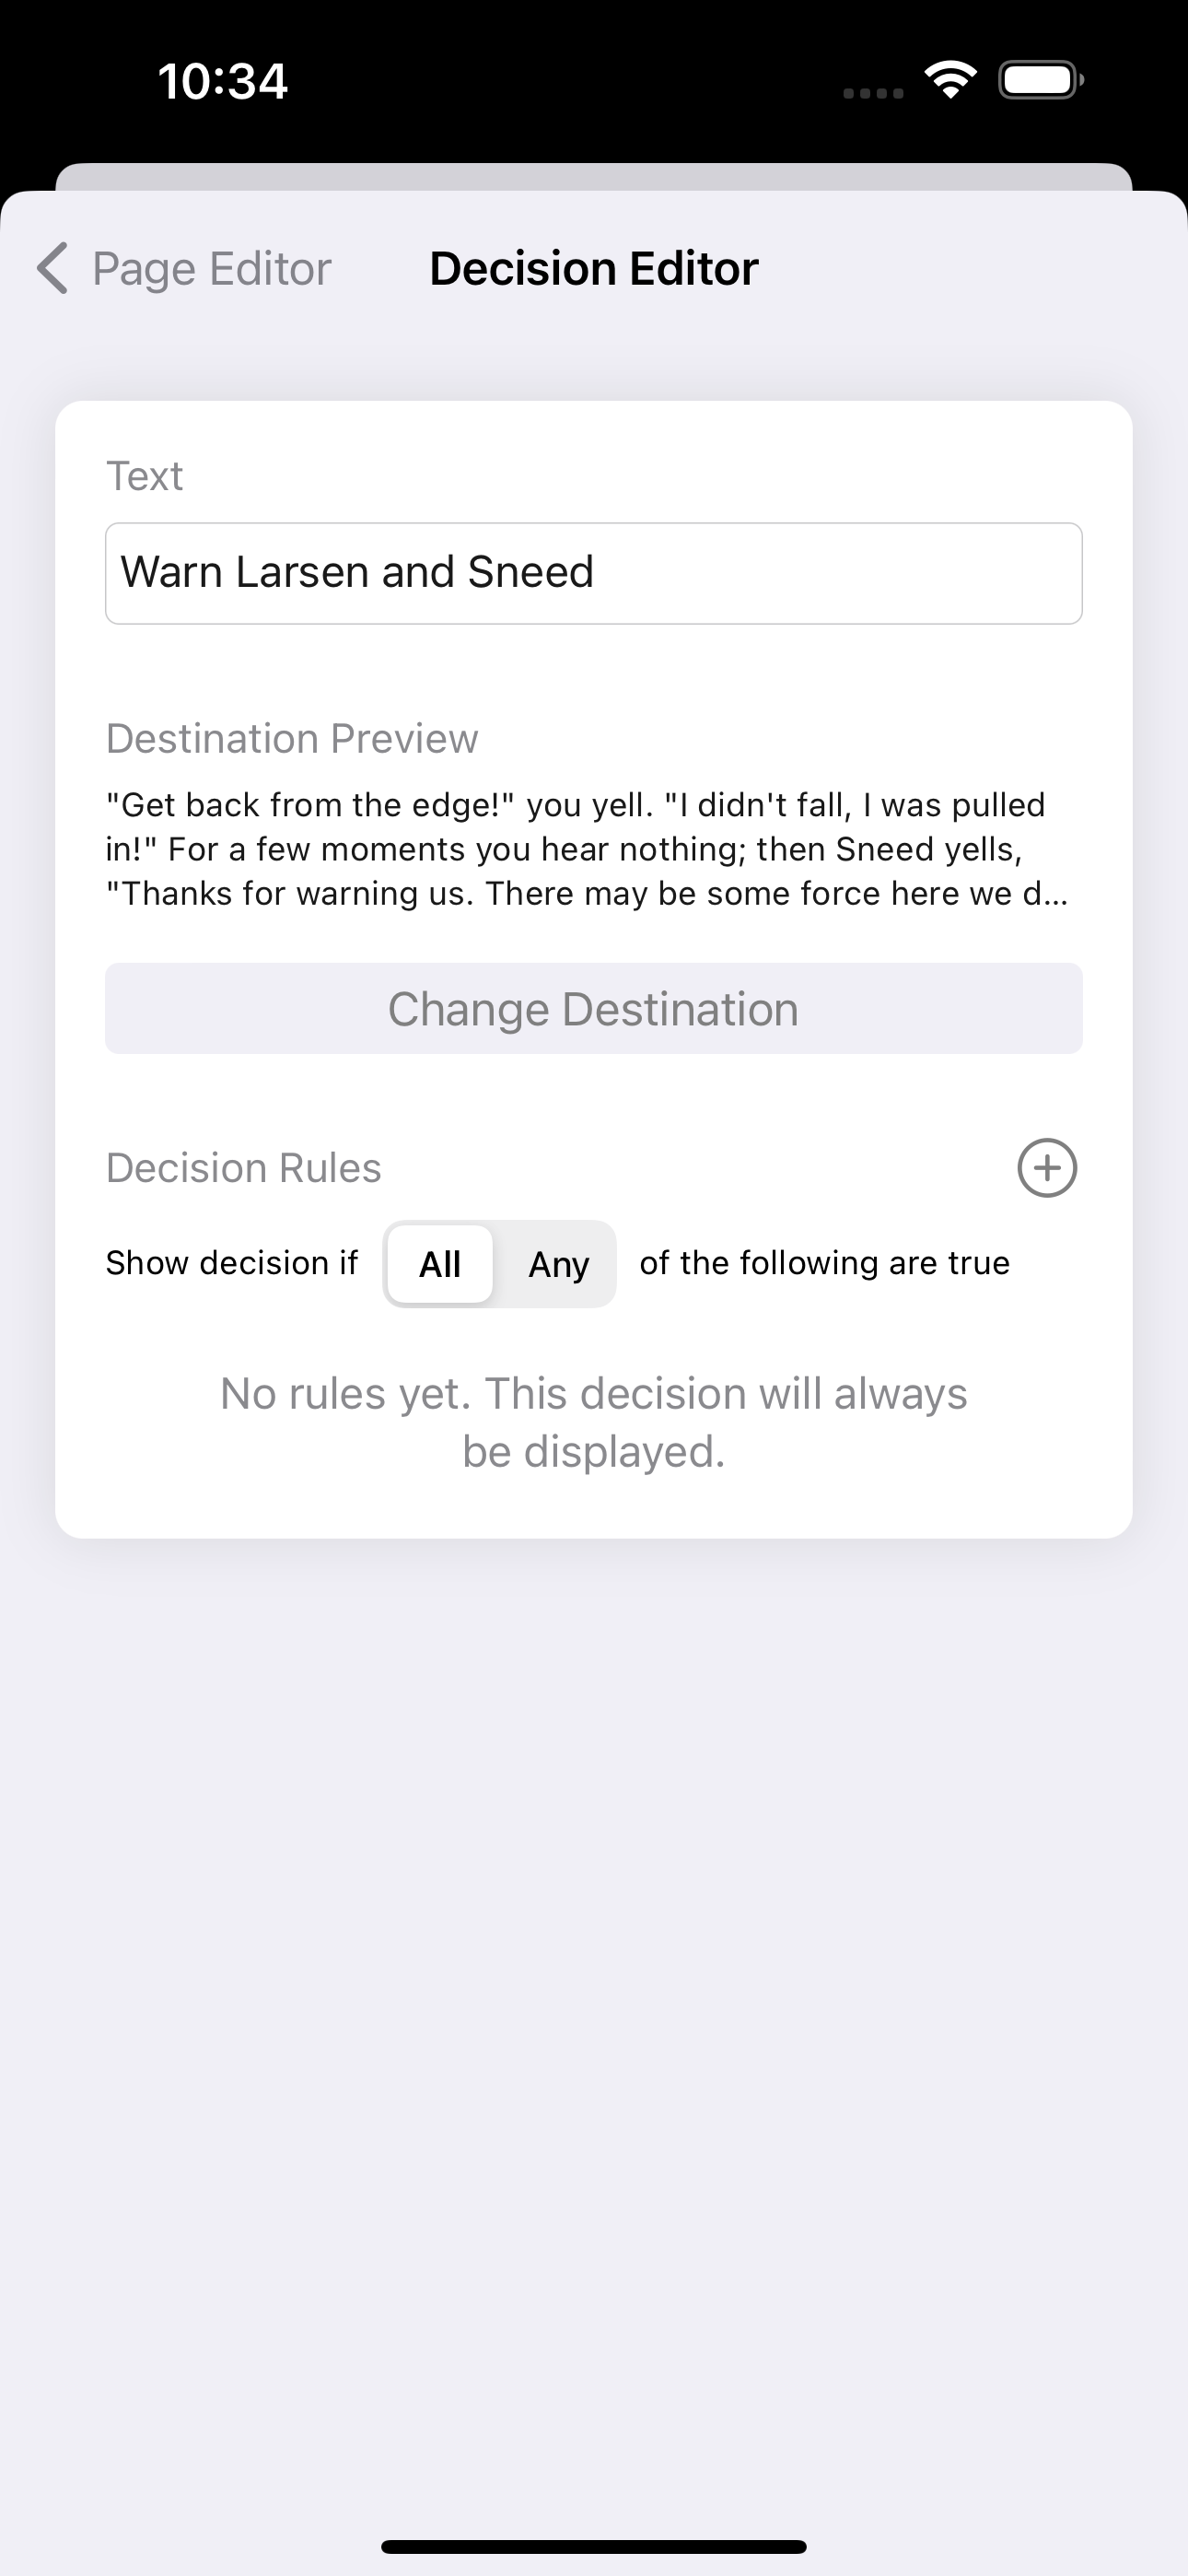 10:34
Page Editor
Decision Editor
Text
Warn Larsen and Sneed
Destination Preview
"Get back from the edge!" you yell. "I didn't fall, I was pulled
in!" For a few moments you hear nothing; then Sneed yells,
"Thanks for warning us. There may be some force here we d...
Change Destination
Decision Rules
Show decision if All Any of the following are true
No rules yet. This decision will always
be displayed.